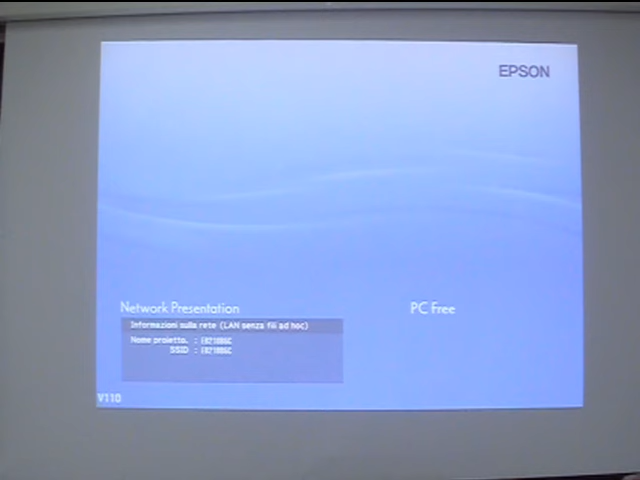 EPSON
Network Presentation
PC Free
Informazioni sulla rete (LAN senza fili ad hoc)
Nome proietto. :
SSID :
V110